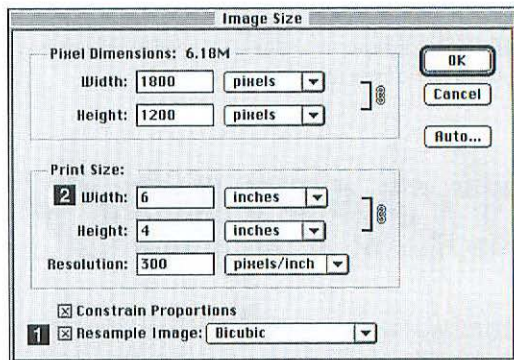 Image Size
Pixel Dimensions: 6.18M
Width: 1800 pixels
Height: 1200 pixels
OK
Cancel
Auto...
Print Size:
2 Width: 6 inches
Height: 4 inches
Resolution: 300 pixels/inch
Constrain Proportions
1 Resample Image: Bicubic